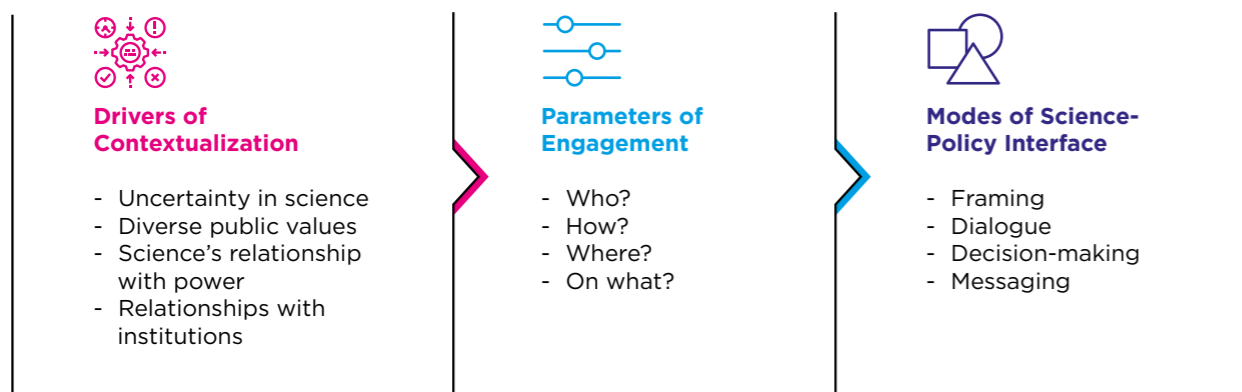 Drivers of
Contextualization
- Uncertainty in science
- Diverse public values
- Science’s relationship
with power
- Relationships with
institutions
Parameters of
Engagement
- Who?
- How?
- Where?
- On what?
Modes of Science-
Policy Interface
- Framing
- Dialogue
- Decision-making
- Messaging